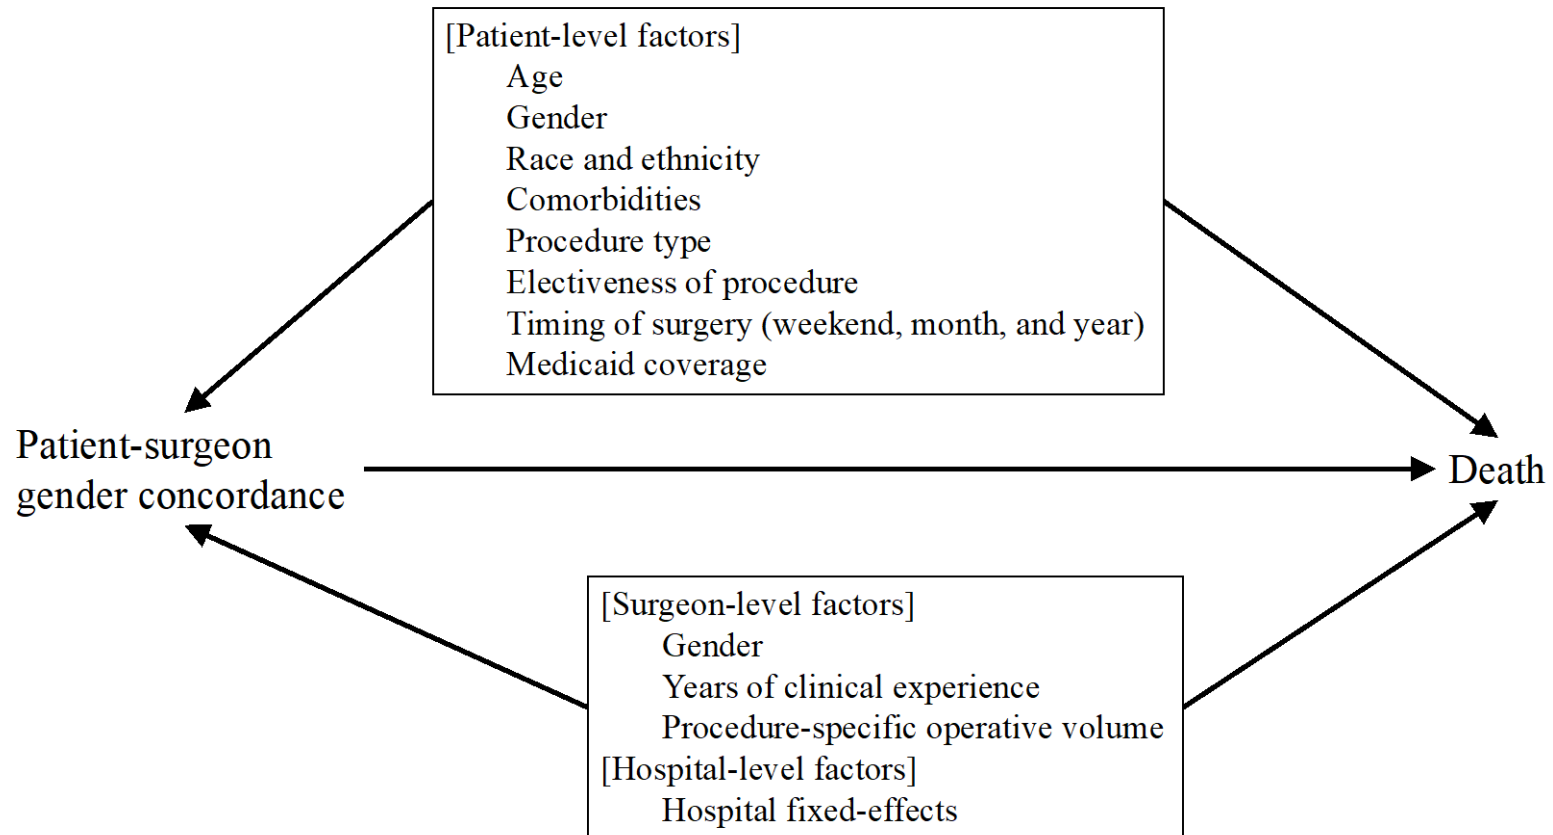 [Patient-level factors]
Age
Gender
Race and ethnicity
Comorbidities
Procedure type
Electiveness of procedure
Timing of surgery (weekend, month, and year)
Medicaid coverage
Patient-surgeon
gender concordance
Death
[Surgeon-level factors]
Gender
Years of clinical experience
Procedure-specific operative volume
[Hospital-level factors]
Hospital fixed-effects